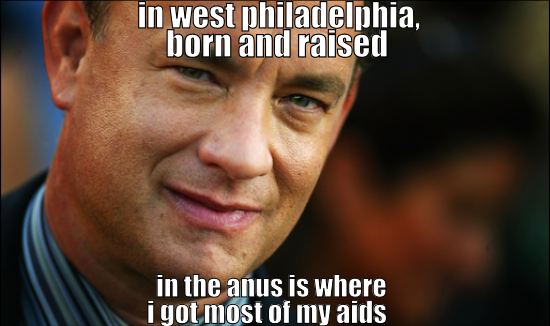 in west philadelphia,
born and raised
in the anus is where
i got most of my aids